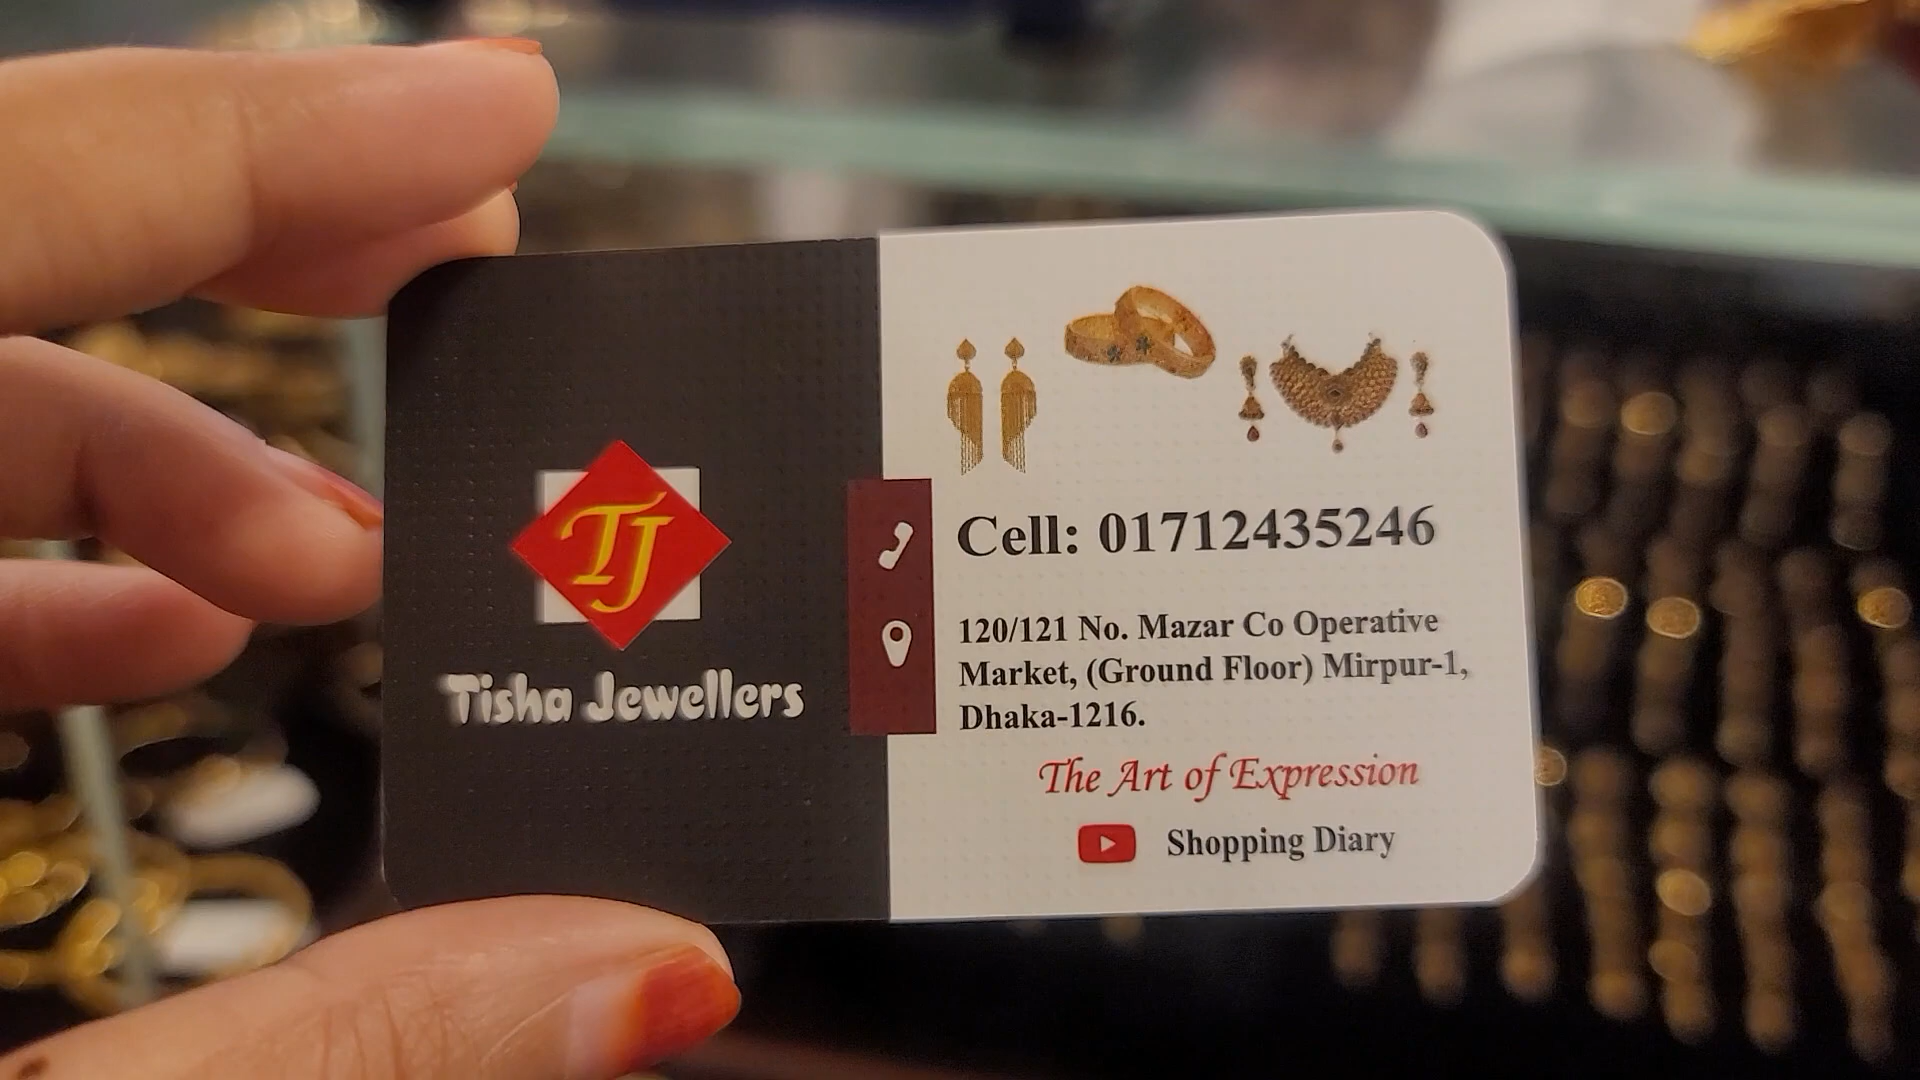 TJ
Tisha Jewellers
Cell: 01712435246
120/121 No. Mazar Co Operative
Market, (Ground Floor) Mirpur-1,
Dhaka-1216.
The Art of Expression
Shopping Diary